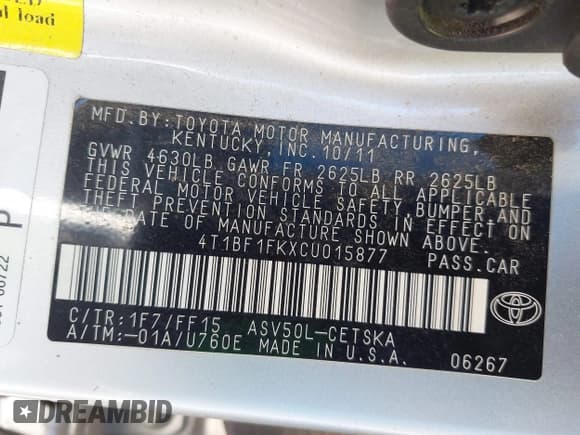 l load
MFD.BY:TOYOTA MOTOR MANUFACTURING,
KENTUCKY, INC. 10/11
GVWR 4630LB GAWR FR 2625LB RR 2625LB
THIS VEHICLE CONFORMS TO ALL APPLICABLE
FEDERAL MOTOR VEHICLE SAFETY, BUMPER, AND
THEFT PREVENTION STANDARDS IN EFFECT ON
THE DATE OF MANUFACTURE SHOWN ABOVE.
4T1BF1FKXCU015877 PASS.CAR
C/TR:1F7/FF15 ASV50L-CETSKA
A/TM:-01A/U760E MADE IN U.S.A.
06267
TOYOTA
P
DREAMBID